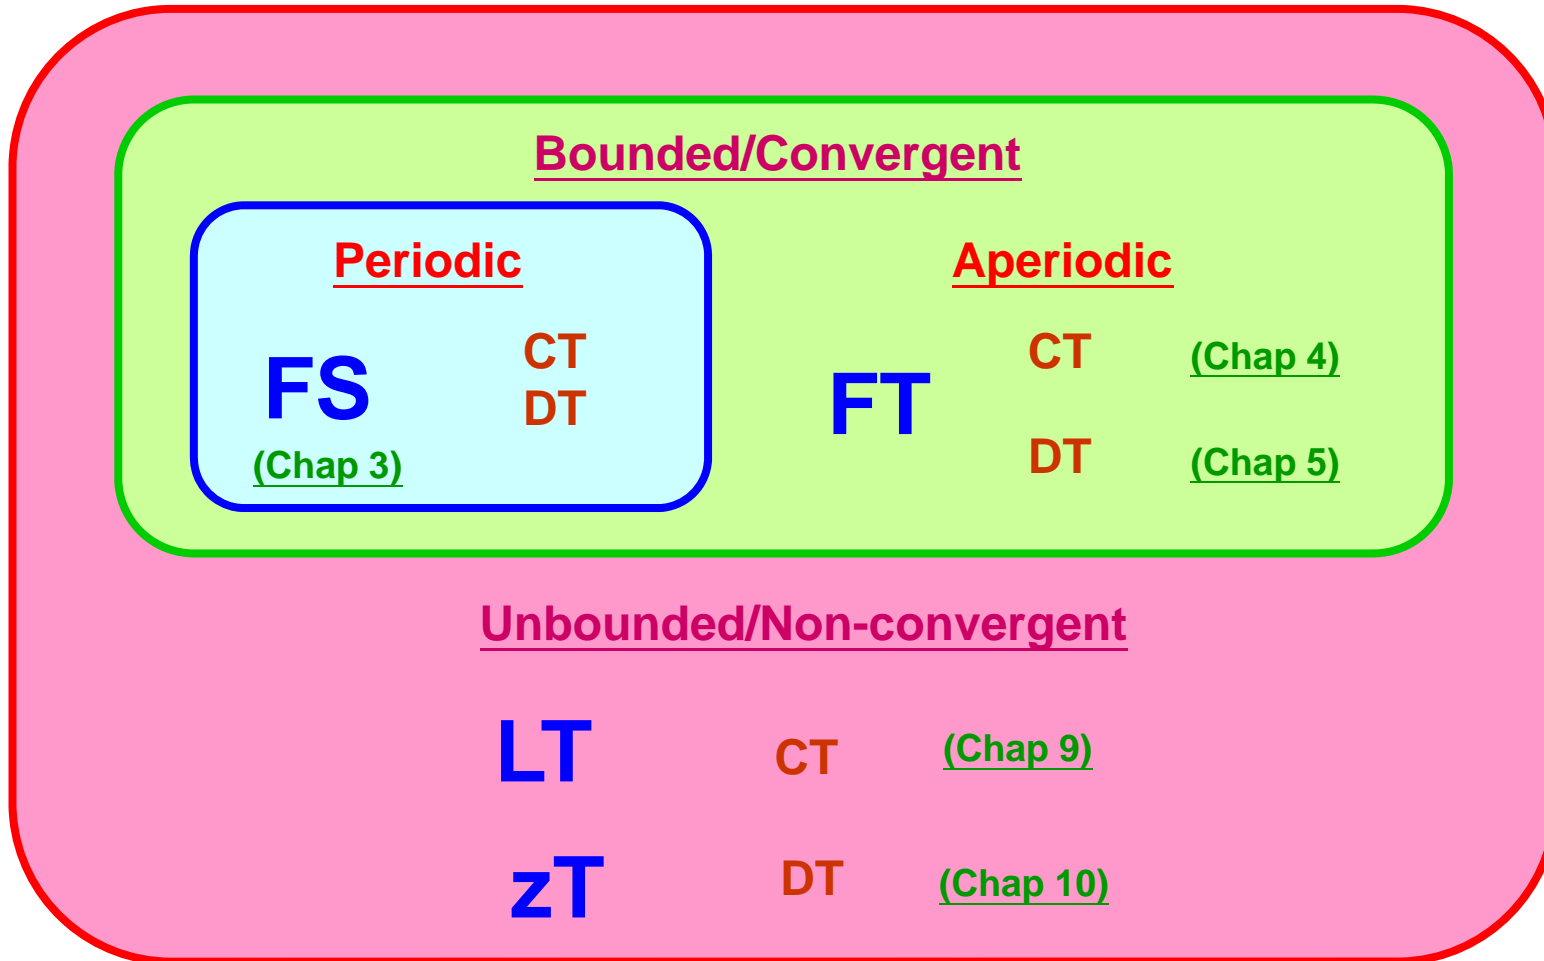 Bounded/Convergent
Periodic
Aperiodic
FS
CT
DT
(Chap 3)
FT
CT
(Chap 4)
DT
(Chap 5)
Unbounded/Non-convergent
LT
CT
(Chap 9)
zT
DT
(Chap 10)